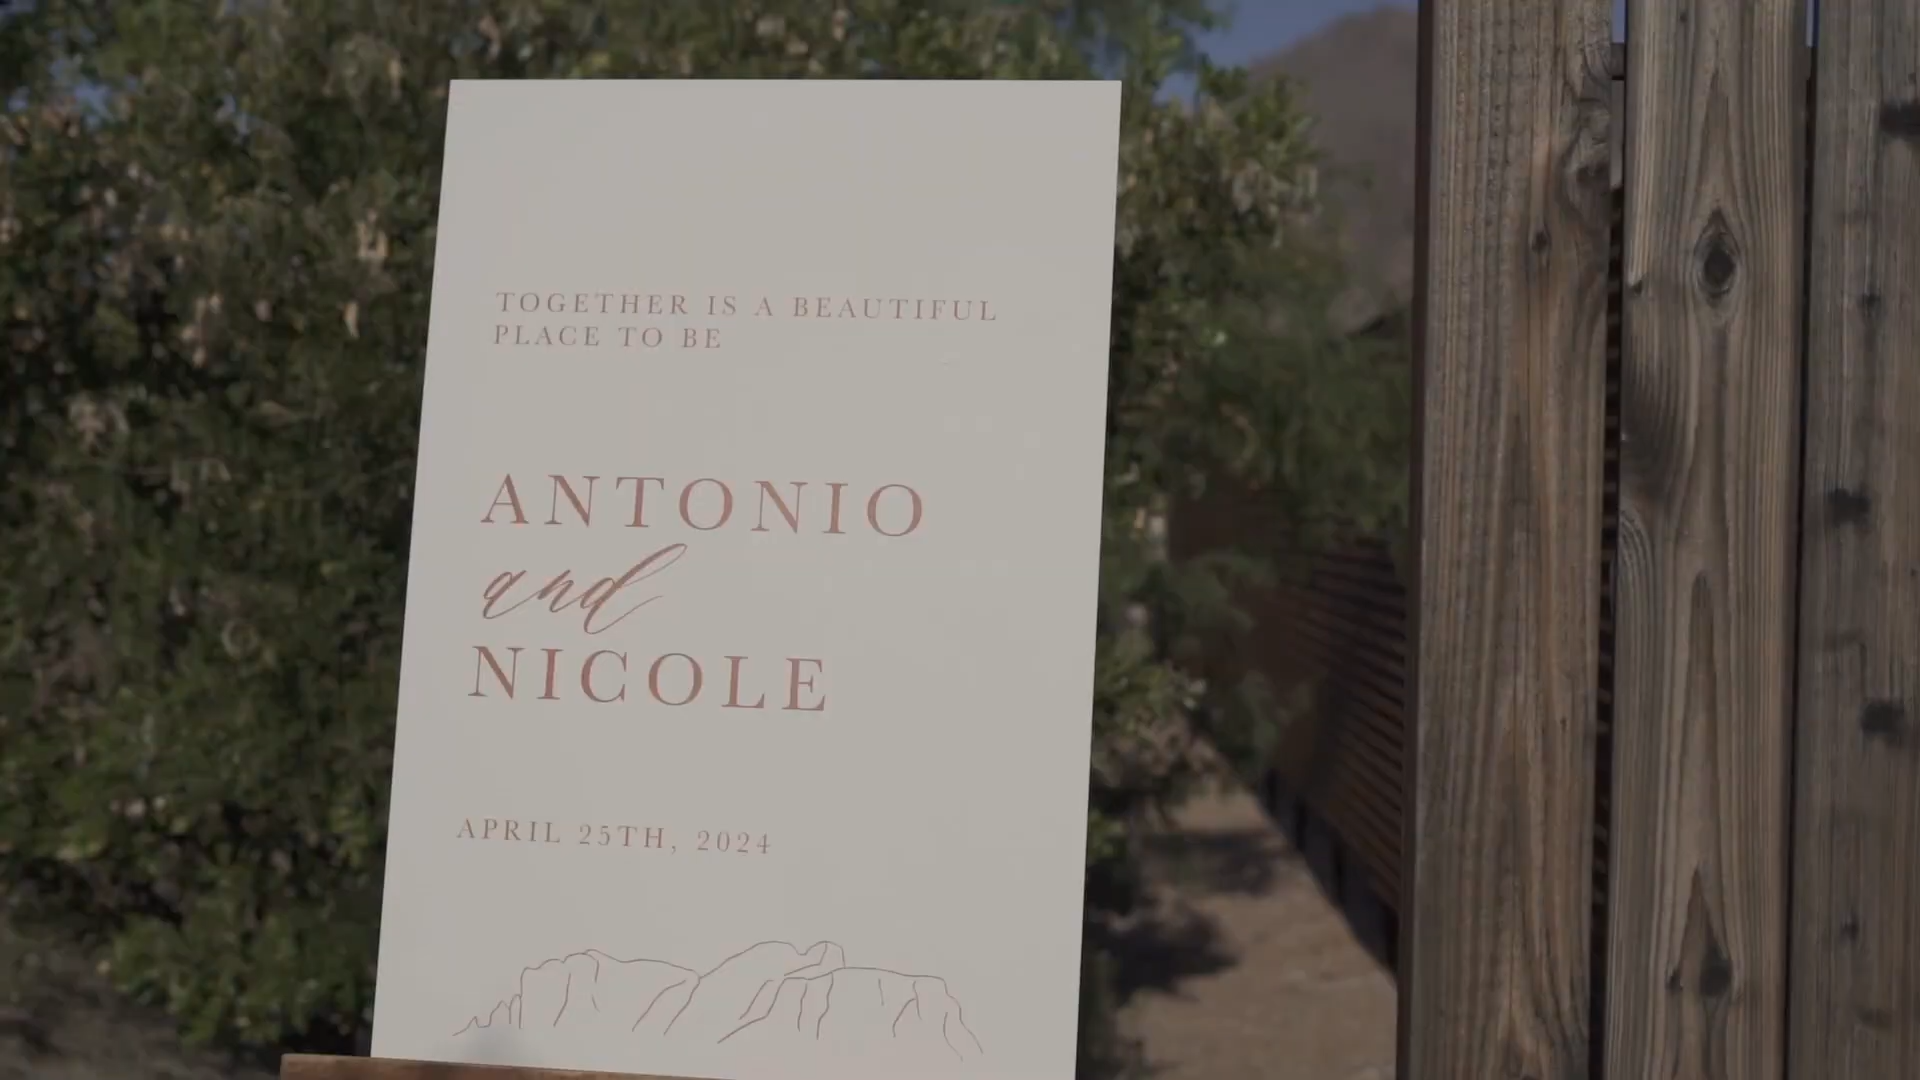 TOGETHER IS A BEAUTIFUL
PLACE TO BE
ANTONIO
and
NICOLE
APRIL 25TH, 2024